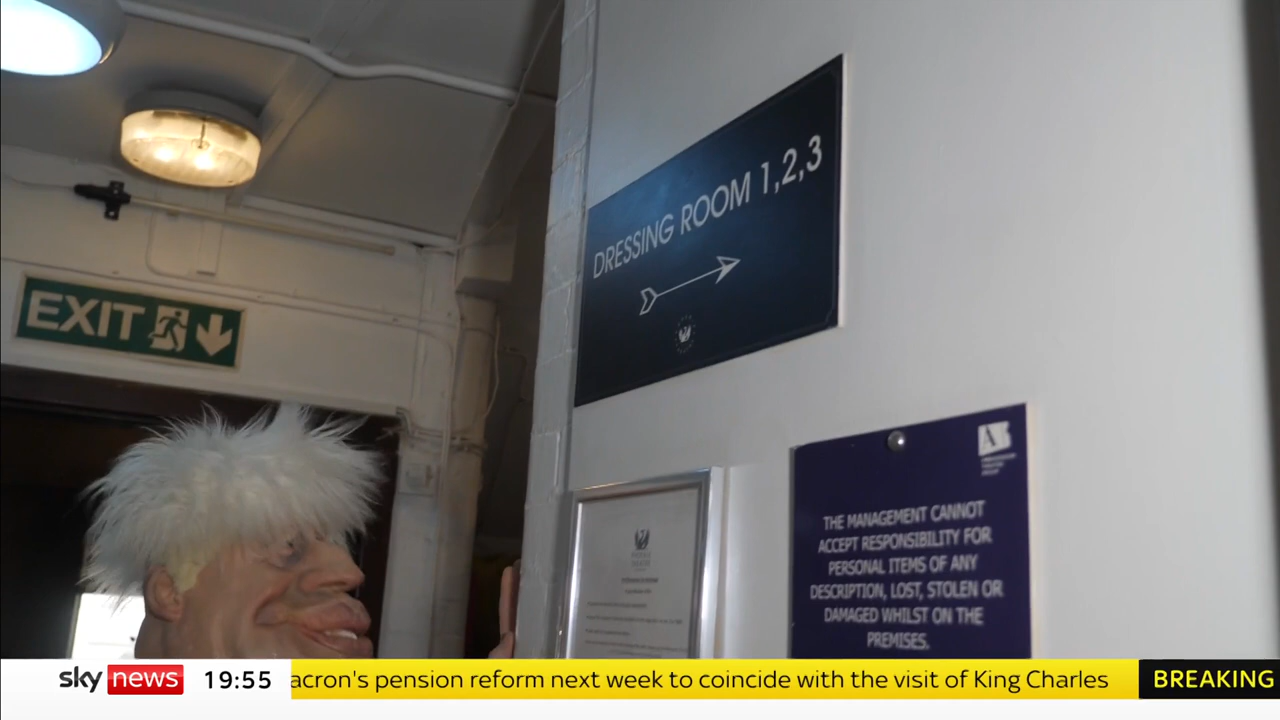 DRESSING ROOM 1,2,3
EXIT
THE MANAGEMENT CANNOT
ACCEPT RESPONSIBILITY FOR
PERSONAL ITEMS OF ANY
DESCRIPTION, LOST, STOLEN OR
DAMAGED WHILST ON THE
PREMISES.
sky news 19:55 acron's pension reform next week to coincide with the visit of King Charles BREAKING